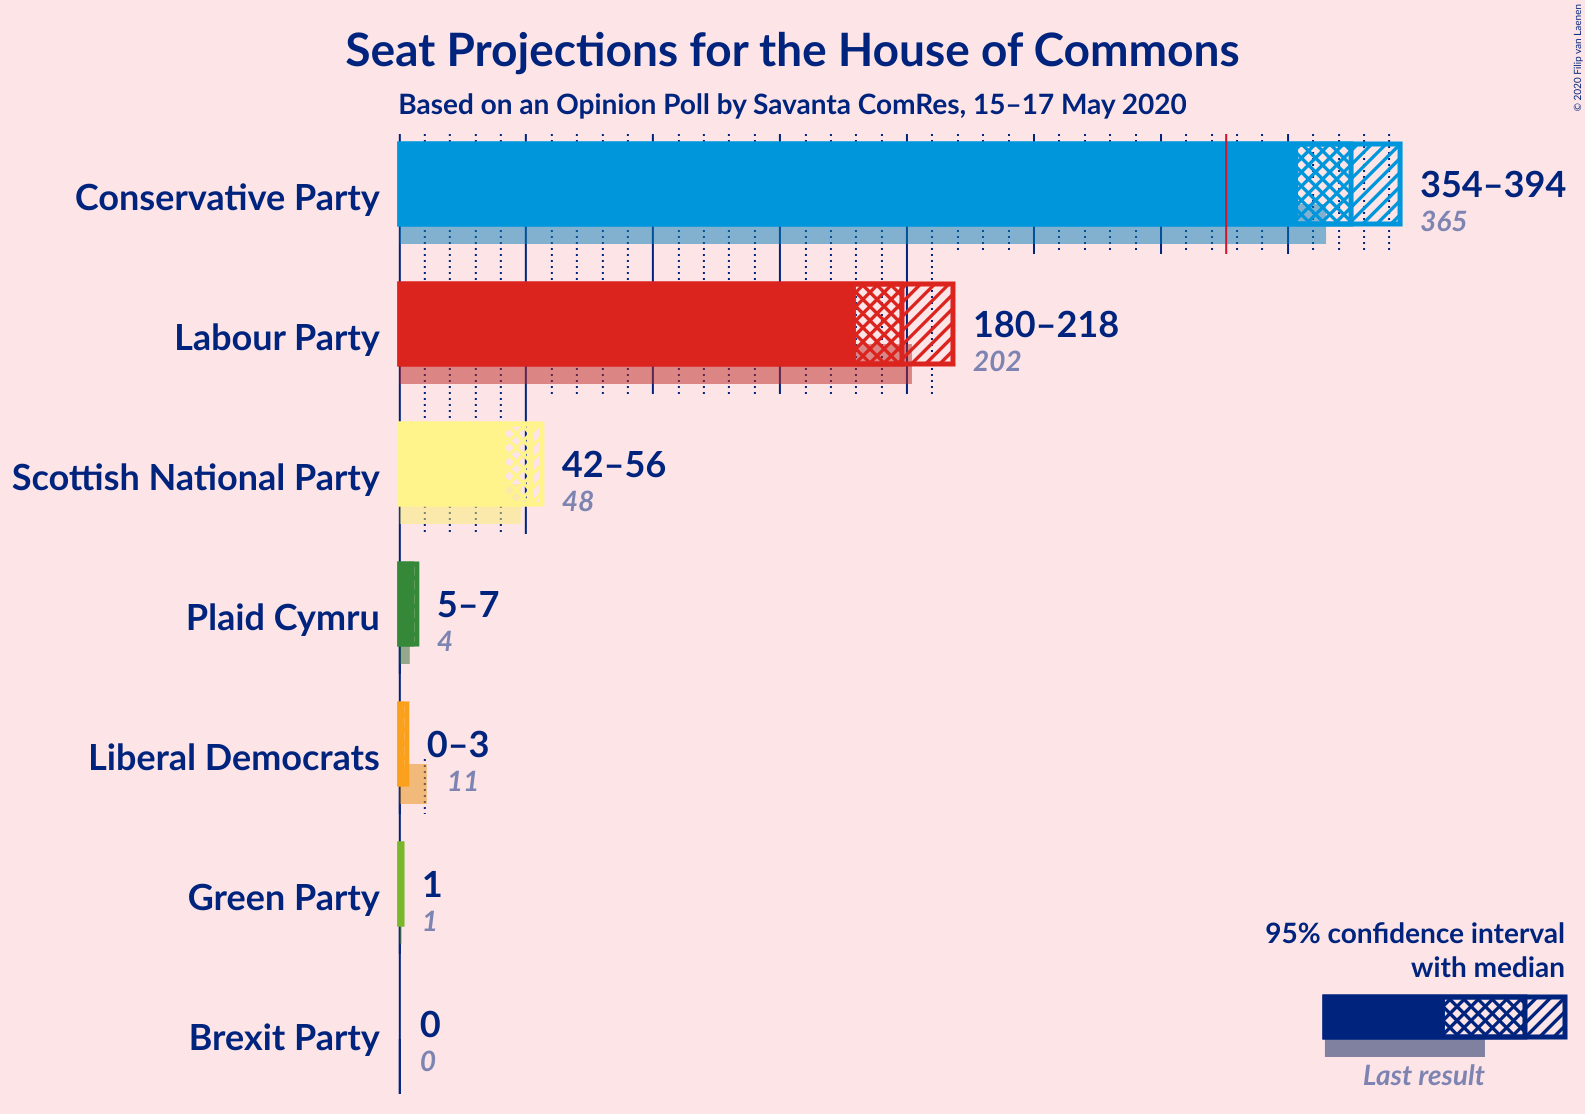 Seat Projections for the House of Commons
Based on an Opinion Poll by Savanta ComRes, 15–17 May 2020
© 2020 Filip van Laenen
Conservative Party
354–394
365
Labour Party
180–218
202
Scottish National Party
42–56
48
Plaid Cymru
5–7
4
Liberal Democrats
0–3
11
Green Party
1
1
Brexit Party
0
0
95% confidence interval
with median
Last result